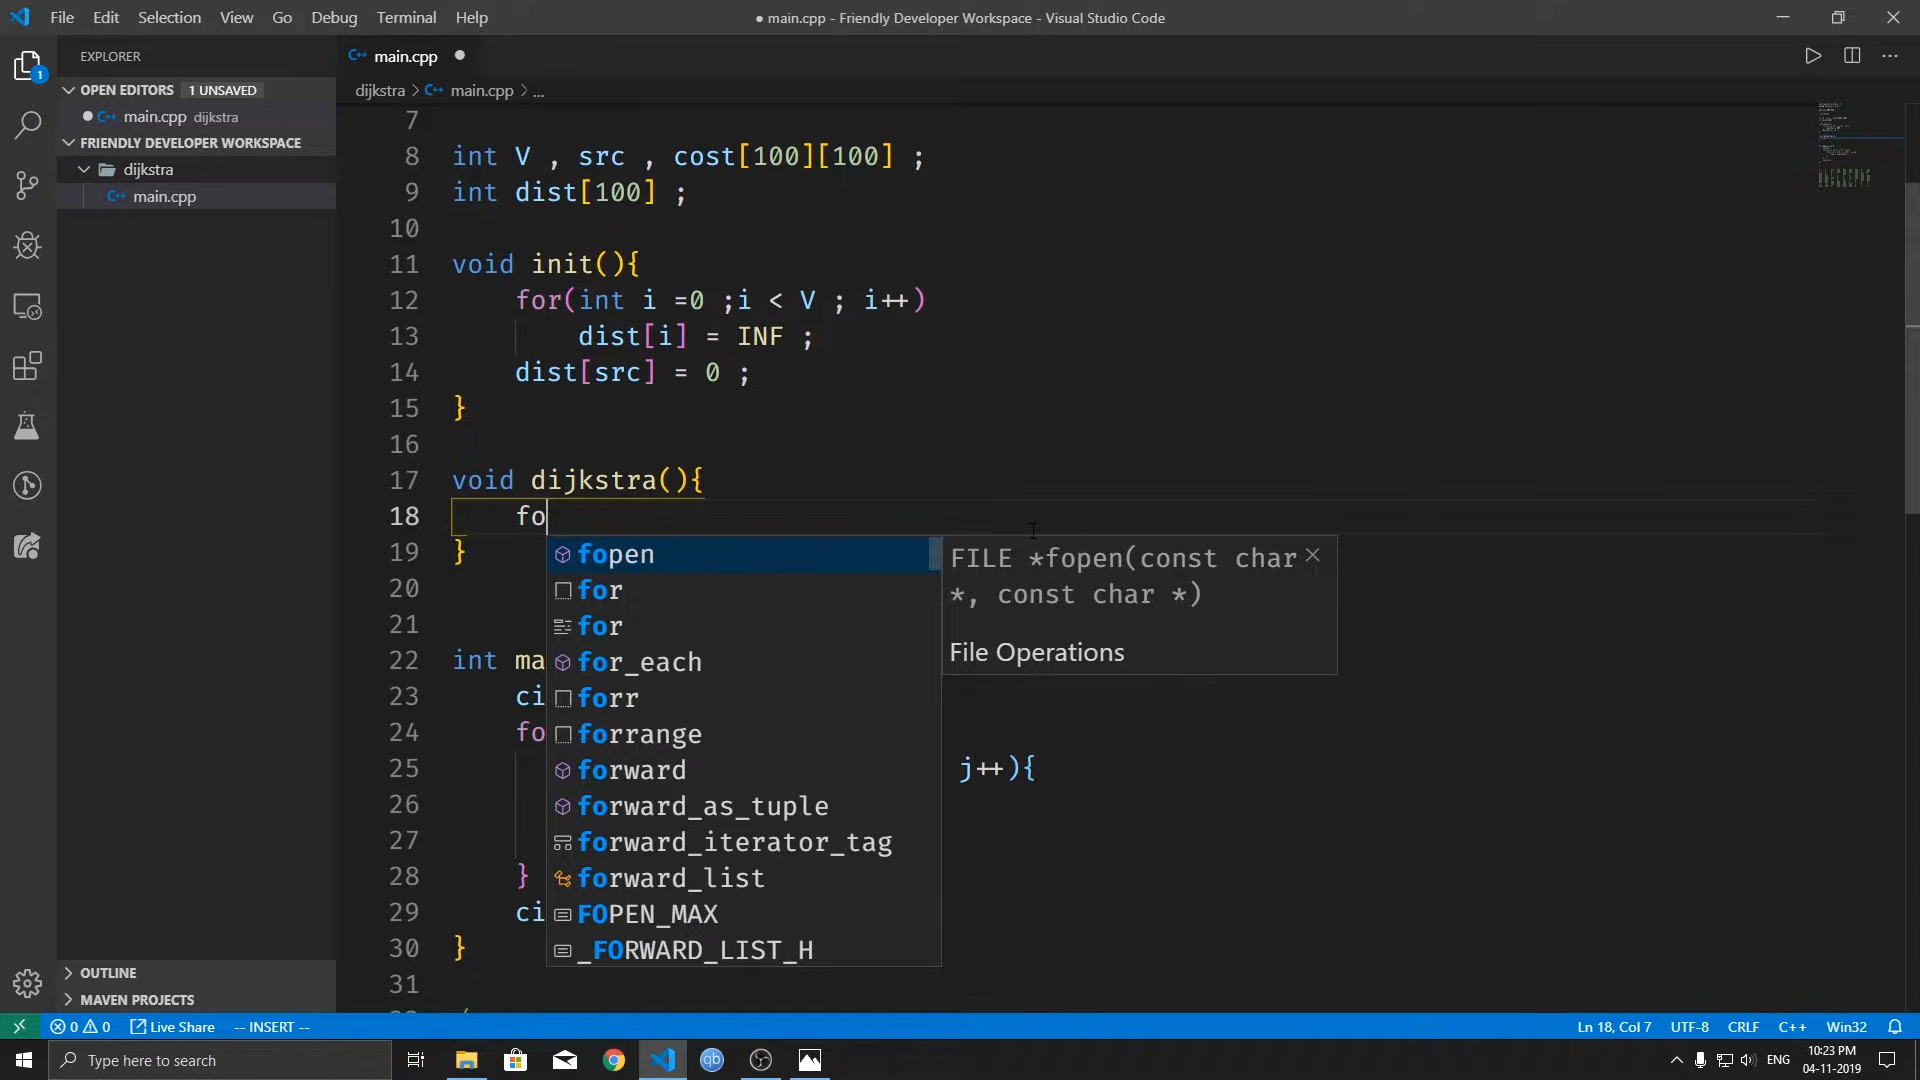 File Edit Selection View Go Debug Terminal Help
● main.cpp - Friendly Developer Workspace - Visual Studio Code
EXPLORER
main.cpp
1
OPEN EDITORS 1 UNSAVED
main.cpp dijkstra
FRIENDLY DEVELOPER WORKSPACE
dijkstra
main.cpp
dijkstra > main.cpp > ...
7
8 int V , src , cost[100][100] ;
9 int dist[100] ;
10
11 void init(){
12 for(int i =0 ;i < V ; i++)
13 dist[i] = INF ;
14 dist[src] = 0 ;
15 }
16
17 void dijkstra(){
18 fo
19 }
20
21
22 int ma
23 ci
24 fo
25 j++){
26
27
28 }
29 ci
30 }
31
fopen
for
for
for_each
forr
forrange
forward
forward_as_tuple
forward_iterator_tag
forward_list
FOPEN_MAX
_FORWARD_LIST_H
FILE *fopen(const char
*, const char *)
File Operations
OUTLINE
MAVEN PROJECTS
0 0 Live Share -- INSERT --
Ln 18, Col 7 UTF-8 CRLF C++ Win32
Type here to search
qb
ENG
10:23 PM
04-11-2019